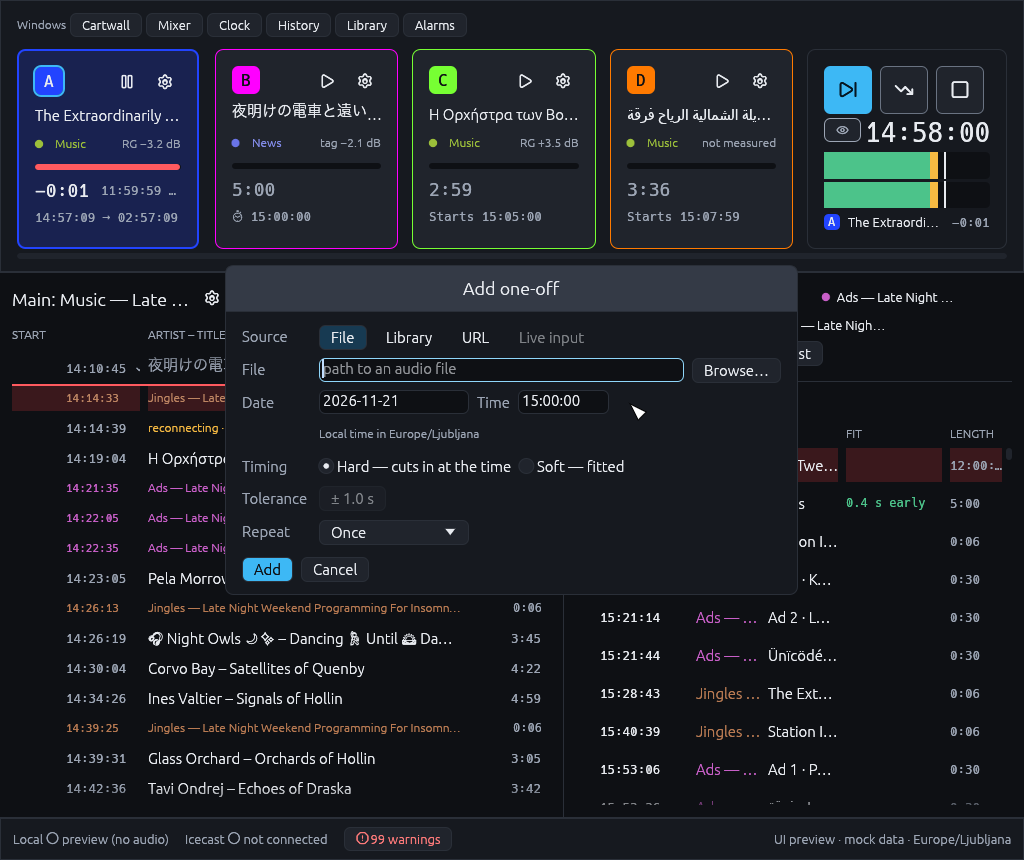 Windows Cartwall Mixer Clock History Library Alarms
A
The Extraordinarily …
Music RG −3.2 dB
−0:01 11:59:59 …
14:57:09 → 02:57:09
B
夜明けの電車と遠い…
News tag −2.1 dB
5:00
15:00:00
C
Η Ορχήστρα των Βο…
Music RG +3.5 dB
2:59
Starts 15:05:00
D
…يلة الشمالية الرياح فرقة
Music not measured
3:36
Starts 15:07:59
14:58:00
A The Extraordi… −0:01
Main: Music — Late …
START ARTIST – TITLE
14:10:45 夜明けの電
14:14:33 Jingles — Late
14:14:39 reconnecting ·
14:19:04 Η Ορχήστρ
14:21:35 Ads — Late Ni
14:22:05 Ads — Late Ni
14:22:35 Ads — Late Ni
14:23:05 Pela Morrow
14:26:13 Jingles — Late Night Weekend Programming For Insomn… 0:06
14:26:19 🎧 Night Owls 🌙✨ – Dancing 💃 Until 🌅 Da… 3:45
14:30:04 Corvo Bay – Satellites of Quenby 4:22
14:34:26 Ines Valtier – Signals of Hollin 4:59
14:39:25 Jingles — Late Night Weekend Programming For Insomn… 0:06
14:39:31 Glass Orchard – Orchards of Hollin 3:05
14:42:36 Tavi Ondrej – Echoes of Draska 3:42
Add one-off
Source File Library URL Live input
File path to an audio file Browse…
Date 2026-11-21 Time 15:00:00
Local time in Europe/Ljubljana
Timing Hard — cuts in at the time Soft — fitted
Tolerance ± 1.0 s
Repeat Once
Add Cancel
Ads — Late Night …
— Late Nigh…
st
FIT LENGTH
Twe… 12:00:…
s 0.4 s early 5:00
on I… 0:06
· K… 0:30
15:21:14 Ads — … Ad 2 · L… 0:30
15:21:44 Ads — … Ünïcödé… 0:30
15:28:43 Jingles … The Ext… 0:06
15:40:39 Jingles … Station I… 0:06
15:53:06 Ads — … Ad 1 · P… 0:30
Local preview (no audio) Icecast not connected 99 warnings UI preview · mock data · Europe/Ljubljana